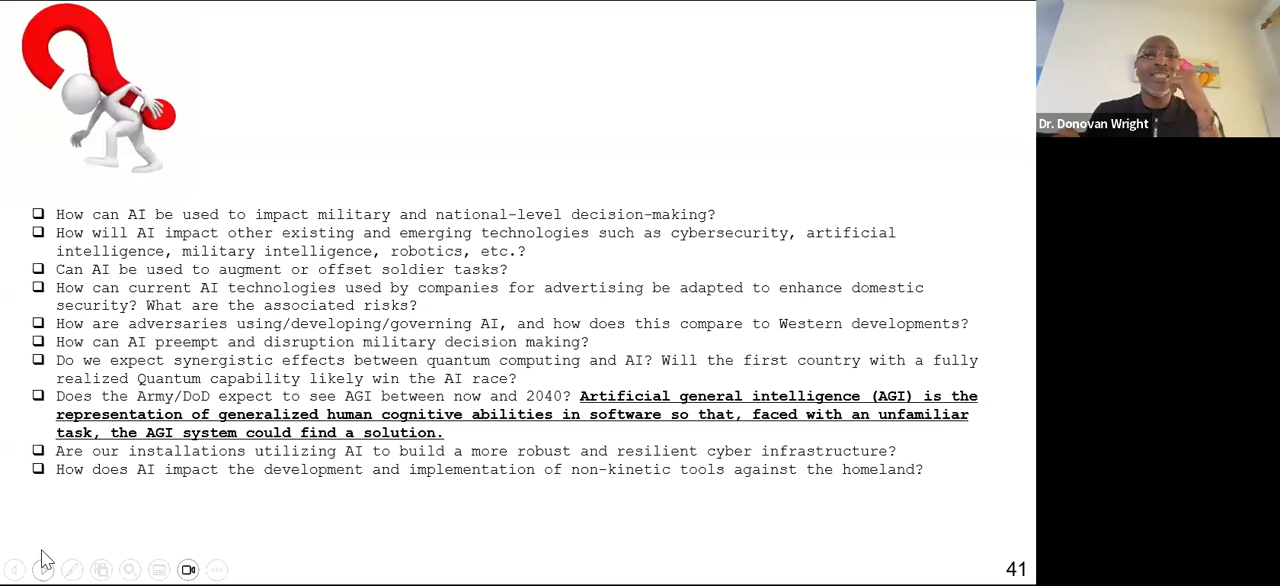 How can AI be used to impact military and national-level decision-making?
How will AI impact other existing and emerging technologies such as cybersecurity, artificial
intelligence, military intelligence, robotics, etc.?
Can AI be used to augment or offset soldier tasks?
How can current AI technologies used by companies for advertising be adapted to enhance domestic
security? What are the associated risks?
How are adversaries using/developing/governing AI, and how does this compare to Western developments?
How can AI preempt and disruption military decision making?
Do we expect synergistic effects between quantum computing and AI? Will the first country with a fully
realized Quantum capability likely win the AI race?
Does the Army/DoD expect to see AGI between now and 2040? Artificial general intelligence (AGI) is the
representation of generalized human cognitive abilities in software so that, faced with an unfamiliar
task, the AGI system could find a solution.
Are our installations utilizing AI to build a more robust and resilient cyber infrastructure?
How does AI impact the development and implementation of non-kinetic tools against the homeland?
41
Dr. Donovan Wright